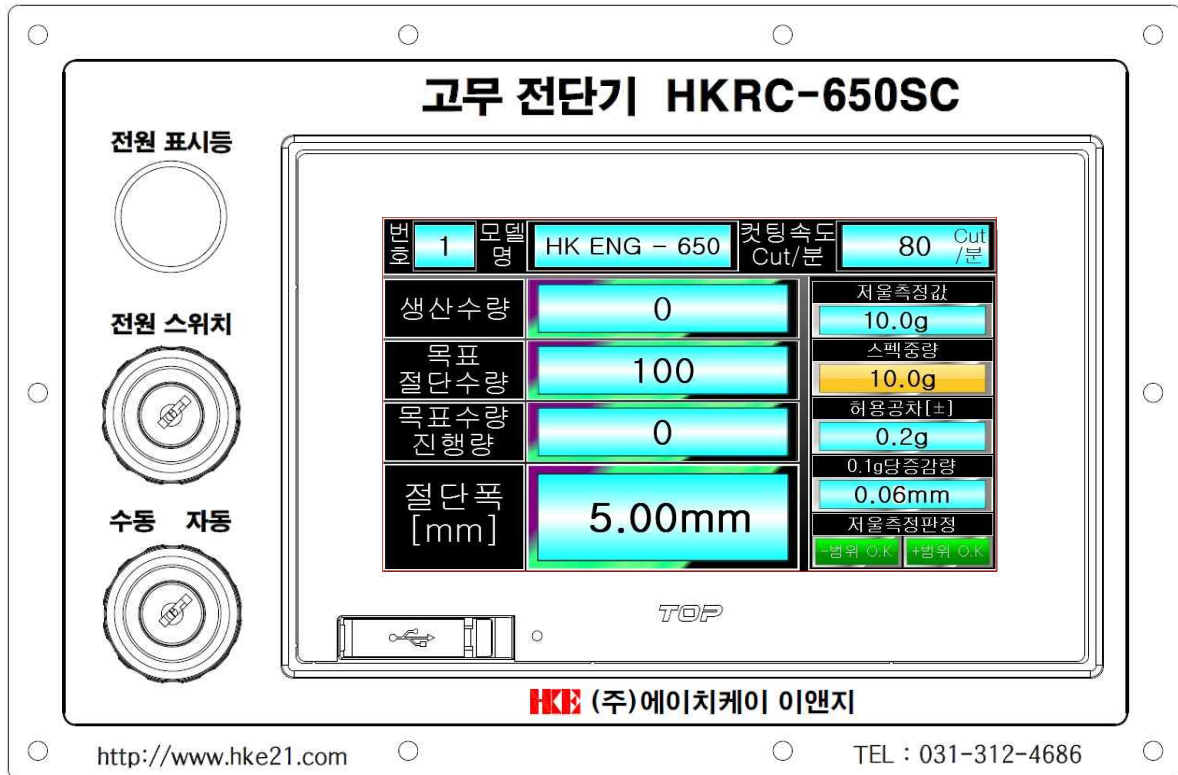 고무 전단기 HKRC-650SC
전원 표시등
번호 1 모델명 HK ENG - 650 컷팅속도 Cut/분 80 Cut/분
생산수량 0
목표 절단수량 100
목표수량 진행량 0
절단폭 [mm] 5.00mm
저울측정값
10.0g
스펙중량
10.0g
허용공차[±]
0.2g
0.1g당증감량
0.06mm
저울측정판정
-범위 O.K +범위 O.K
전원 스위치
수동 자동
TOP
HKE (주)에이치케이 이앤지
http://www.hke21.com
TEL : 031-312-4686